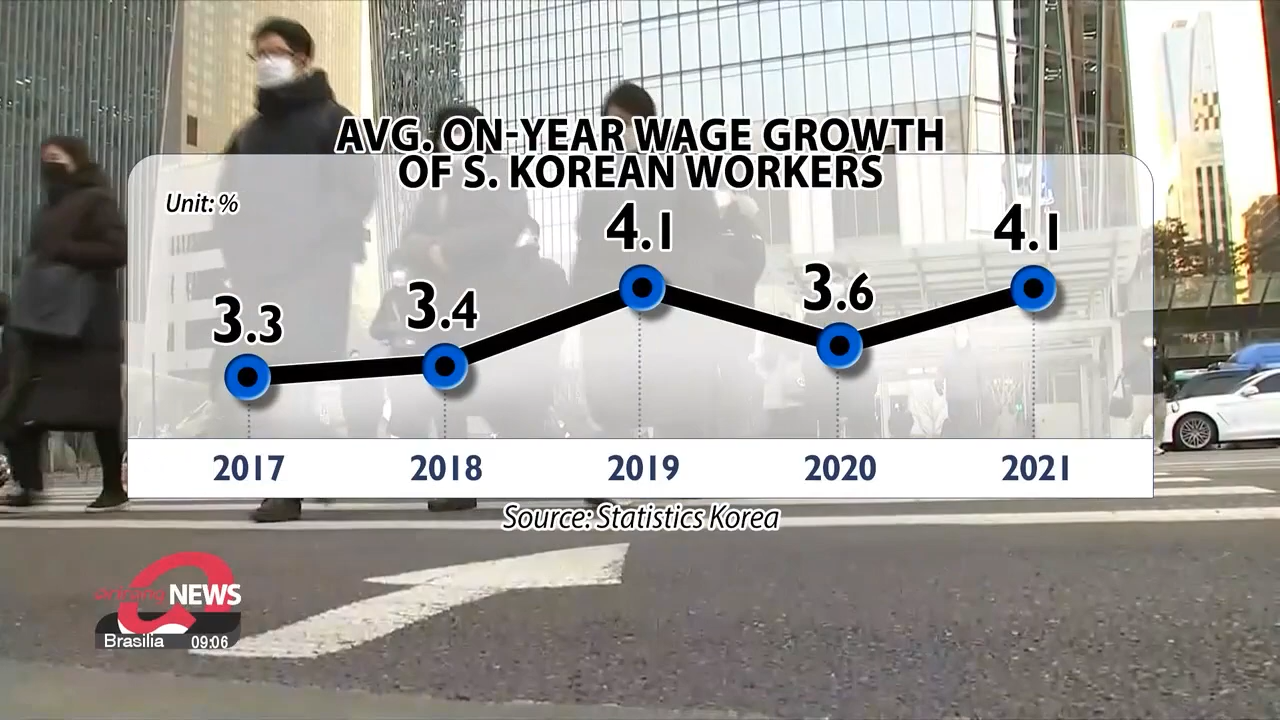 AVG. ON-YEAR WAGE GROWTH
OF S. KOREAN WORKERS
Unit: %
3.3
3.4
4.1
3.6
4.1
2017
2018
2019
2020
2021
Source: Statistics Korea
arirang NEWS
Brasilia 09:06